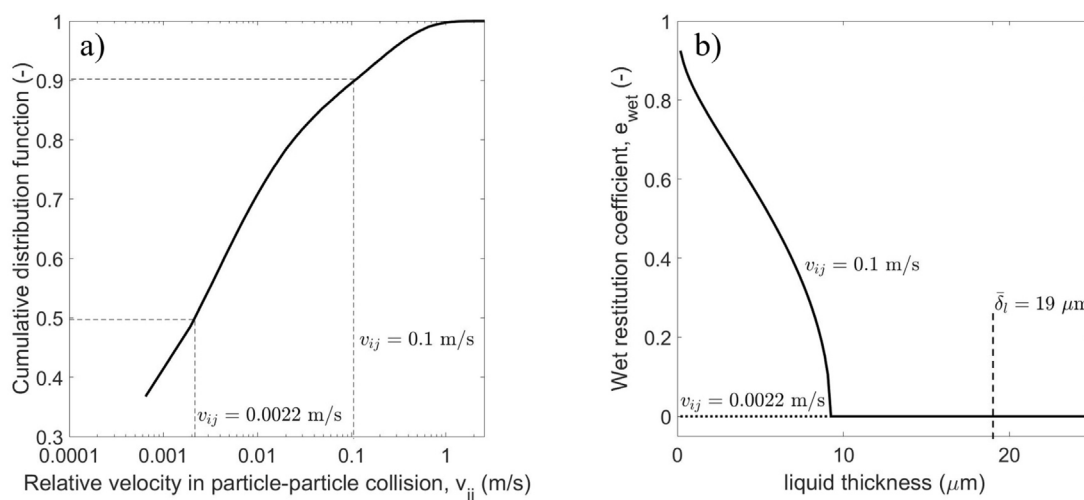 a)
Cumulative distribution function (-)
1
0.9
0.8
0.7
0.6
0.5
0.4
0.3
v_ij = 0.1 m/s
v_ij = 0.0022 m/s
0.0001 0.001 0.01 0.1 1
Relative velocity in particle-particle collision, v_ij (m/s)
b)
Wet restitution coefficient, e_wet (-)
1
0.8
0.6
0.4
0.2
0
v_ij = 0.1 m/s
δ̄_l = 19 μm
v_ij = 0.0022 m/s
0 10 20
liquid thickness (μm)